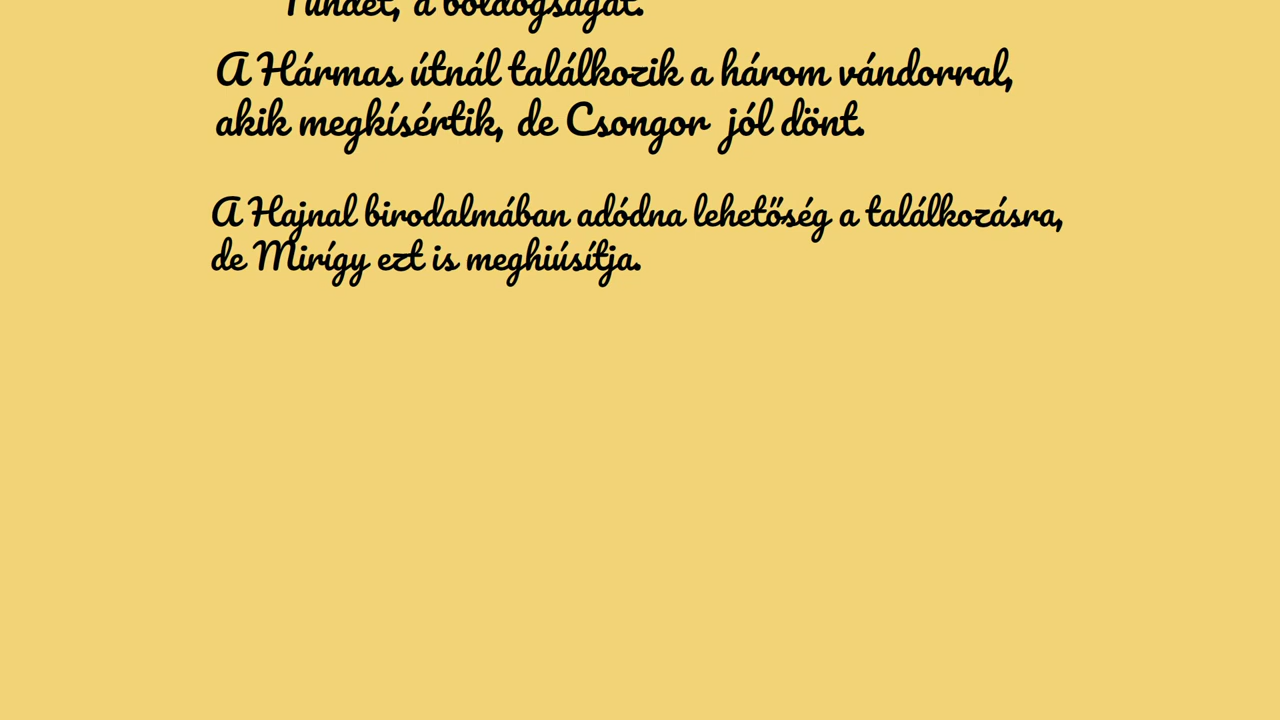 Tündét, a boldogságát.
A Hármas útnál találkozik a három vándorral,
akik megkísértik, de Csongor jól dönt.
A Hajnal birodalmában adódna lehetőség a találkozásra,
de Mirígy ezt is meghiúsítja.